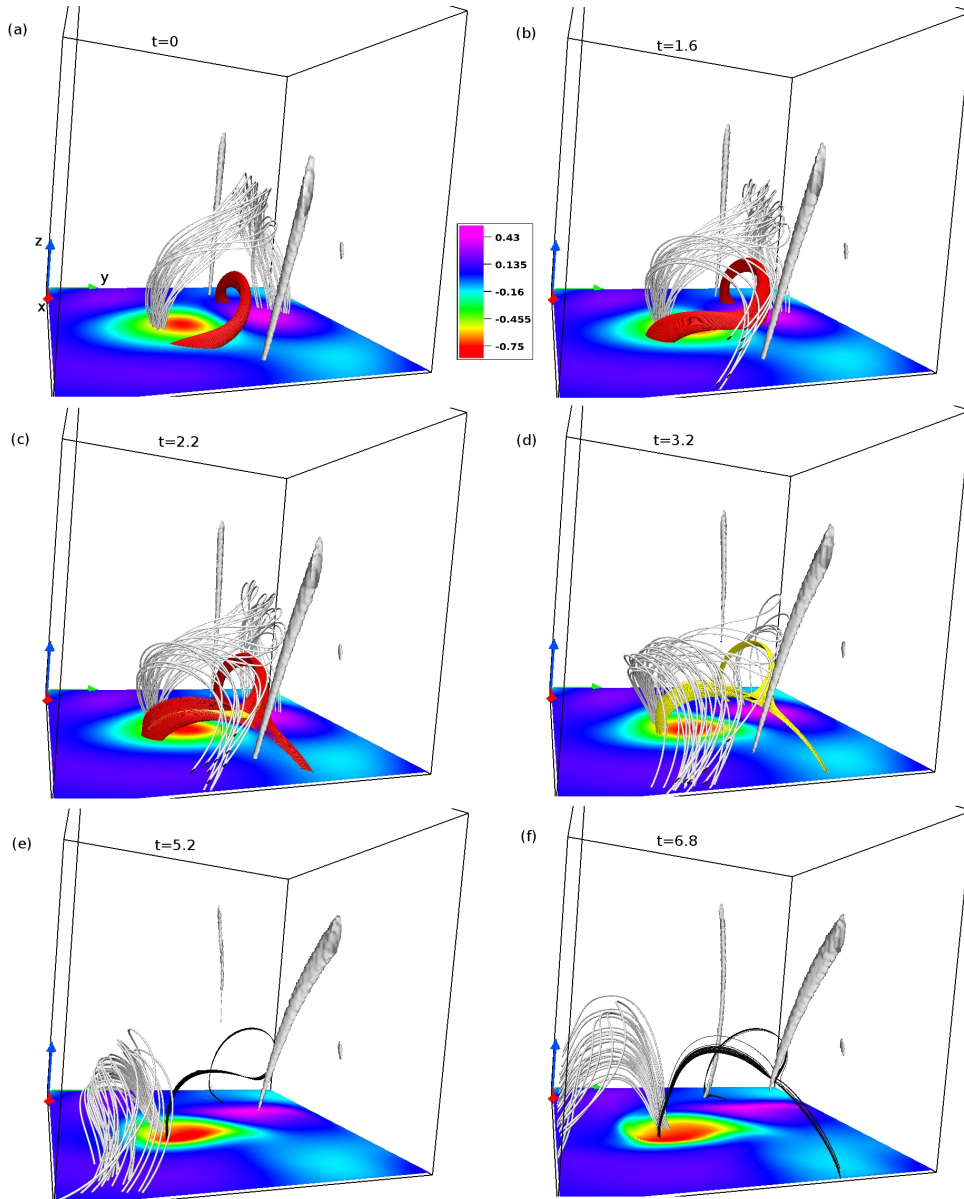 (a)
t=0
(b)
t=1.6
z
y
x
0.43
0.135
-0.16
-0.455
-0.75
(c)
t=2.2
(d)
t=3.2
(e)
t=5.2
(f)
t=6.8